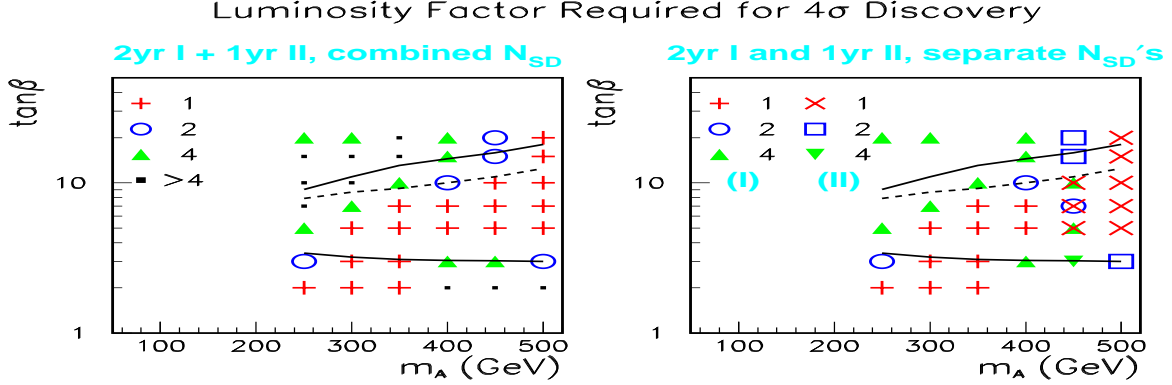 Luminosity Factor Required for 4σ Discovery
2yr I + 1yr II, combined N_SD
tanβ
1
2
4
>4
10
1
100 200 300 400 500
m_A (GeV)
2yr I and 1yr II, separate N_SD's
tanβ
1 1
2 2
4 4
(I) (II)
10
1
100 200 300 400 500
m_A (GeV)